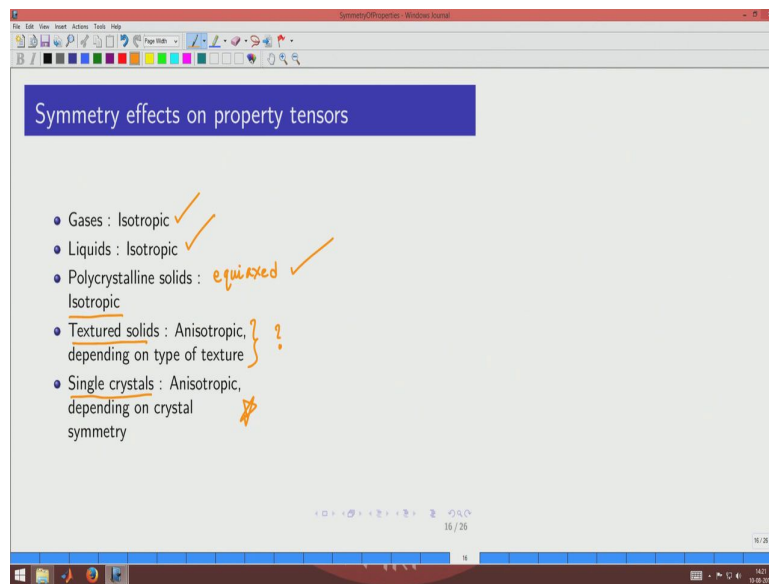 SymmetryOfProperties - Windows Journal
File Edit View Insert Actions Tools Help
Page Width
B I
Symmetry effects on property tensors
Gases : Isotropic
Liquids : Isotropic
Polycrystalline solids : equiaxed
Isotropic
Textured solids : Anisotropic, ?
depending on type of texture
Single crystals : Anisotropic,
depending on crystal
symmetry
16 / 26
16 / 26
16
14:21